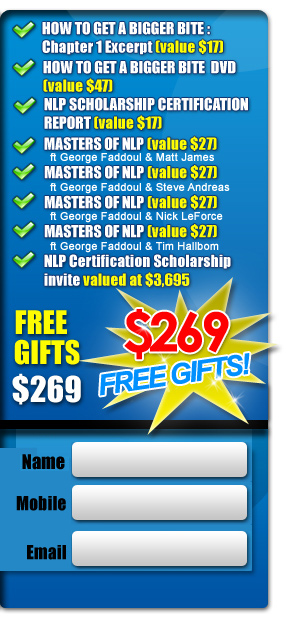 HOW TO GET A BIGGER BITE :
Chapter 1 Excerpt (value $17)
HOW TO GET A BIGGER BITE DVD
(value $47)
NLP SCHOLARSHIP CERTIFICATION
REPORT (value $17)
MASTERS OF NLP (value $27)
ft George Faddoul & Matt James
MASTERS OF NLP (value $27)
ft George Faddoul & Steve Andreas
MASTERS OF NLP (value $27)
ft George Faddoul & Nick LeForce
MASTERS OF NLP (value $27)
ft George Faddoul & Tim Hallbom
NLP Certification Scholarship
invite valued at $3,695
FREE
GIFTS
$269
$269
FREE GIFTS!
Name
Mobile
Email